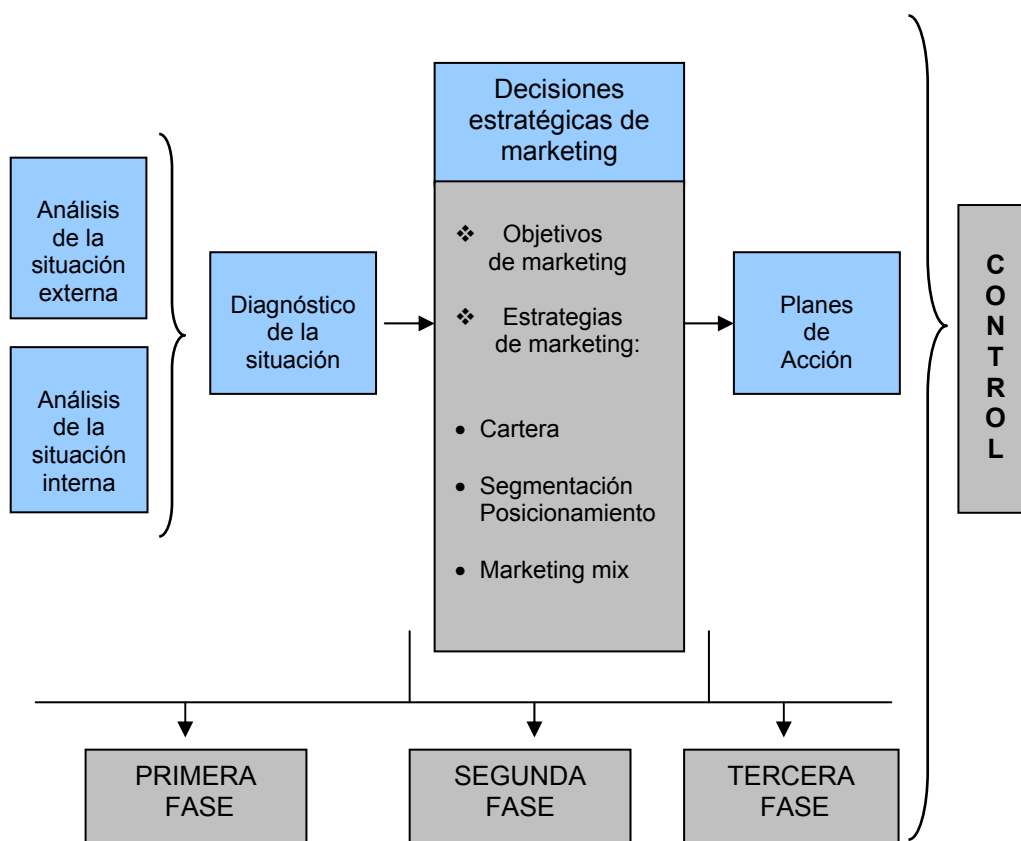 Análisis
de la
situación
externa
Análisis
de la
situación
interna
Diagnóstico
de la
situación
Decisiones
estratégicas de
marketing
❖ Objetivos
de marketing
❖ Estrategias
de marketing:
• Cartera
• Segmentación
Posicionamiento
• Marketing mix
Planes
de
Acción
C
O
N
T
R
O
L
PRIMERA
FASE
SEGUNDA
FASE
TERCERA
FASE